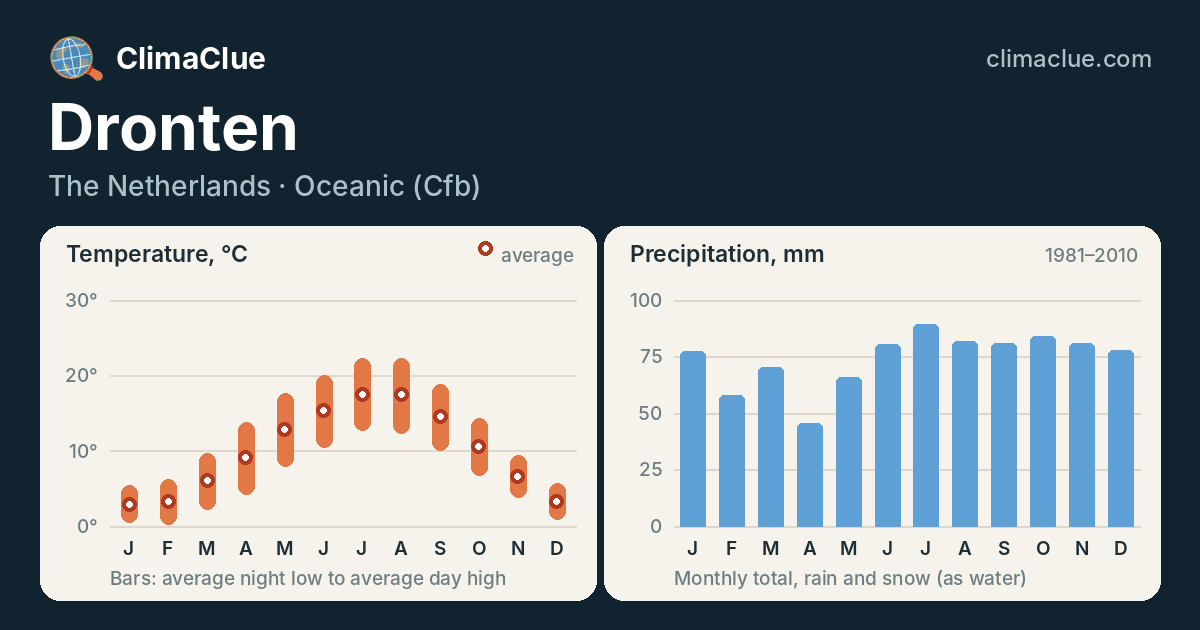 ClimaClue
climaclue.com
Dronten
The Netherlands · Oceanic (Cfb)
Temperature, °C
average
30°
20°
10°
0°
J F M A M J J A S O N D
Bars: average night low to average day high
Precipitation, mm
1981–2010
100
75
50
25
0
J F M A M J J A S O N D
Monthly total, rain and snow (as water)